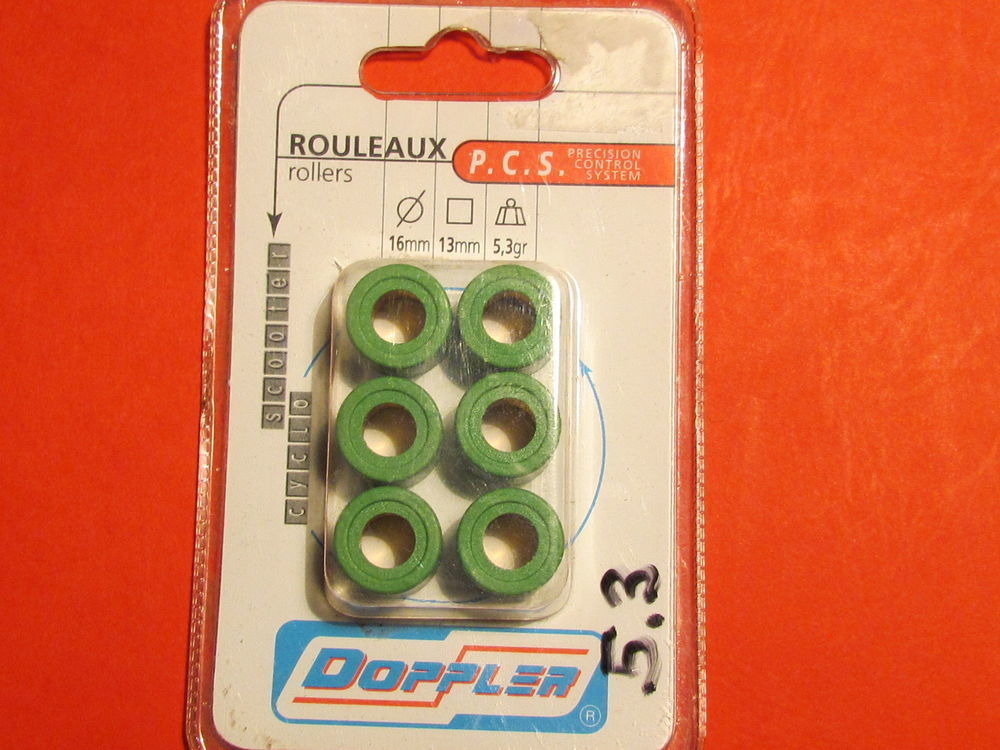 ROULEAUX
rollers
P.C.S.
PRECISION
CONTROL
SYSTEM
16mm 13mm 5,3gr
scooter
cyclo
DOPPLER
®
5.3